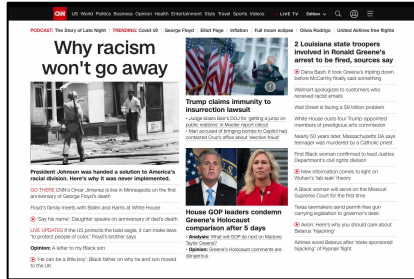 CNN US World Politics Business Opinion Health Entertainment Style Travel Sports Videos LIVE TV Edition
PODCAST: The Story of Late Night | TRENDING: Covid-19 George Floyd Elliot Page Inflation Full moon eclipse Olivia Rodrigo United Airlines free flights
Why racism
won't go away
President Johnson was handed a solution to America's
racial division. Here's why it was never implemented.
GO THERE CNN's Omar Jimenez is live in Minneapolis on the first
anniversary of George Floyd's death
Floyd's family meets with Biden and Harris at White House
'Say his name': Daughter speaks on anniversary of dad's death
LIVE UPDATES If the US protects the bald eagle, it can make laws
'to protect people of color,' Floyd's brother says
Opinion: A letter to my Black son
'He can be a little boy': Black father on why he and son moved
to the UK
Trump claims immunity to
insurrection lawsuit
Judge blasts Barr's DOJ for 'getting a jump on
public relations' in Mueller report rollout
Man accused of bringing bombs to Capitol had
contacted Cruz's office about 'election fraud'
House GOP leaders condemn
Greene's Holocaust
comparison after 5 days
Analysis: What will GOP do next on Marjorie
Taylor Greene?
Opinion: Greene's Holocaust comments are
dangerous
2 Louisiana state troopers
involved in Ronald Greene's
arrest to be fired, sources say
Dana Bash: It took Greene's tripling down
before McCarthy finally said something
Walmart apologizes to customers who
received racist emails
Wall Street is facing a $9 trillion problem
White House ousts four Trump appointed
members of prestigious arts commission
Nearly 50 years later, Massachusetts DA says
teenager was murdered by a Catholic priest
First Black woman confirmed to lead Justice
Department's civil rights division
New information comes to light on
Wuhan's 'lab leak' theory
A Black woman will serve on the Missouri
Supreme Court for the first time
Texas lawmakers send permit-free gun
carrying legislation to governor's desk
Avlon: Here's why you should care about
Belarus 'hijacking'
Airlines avoid Belarus after 'state-sponsored
hijacking' of Ryanair flight